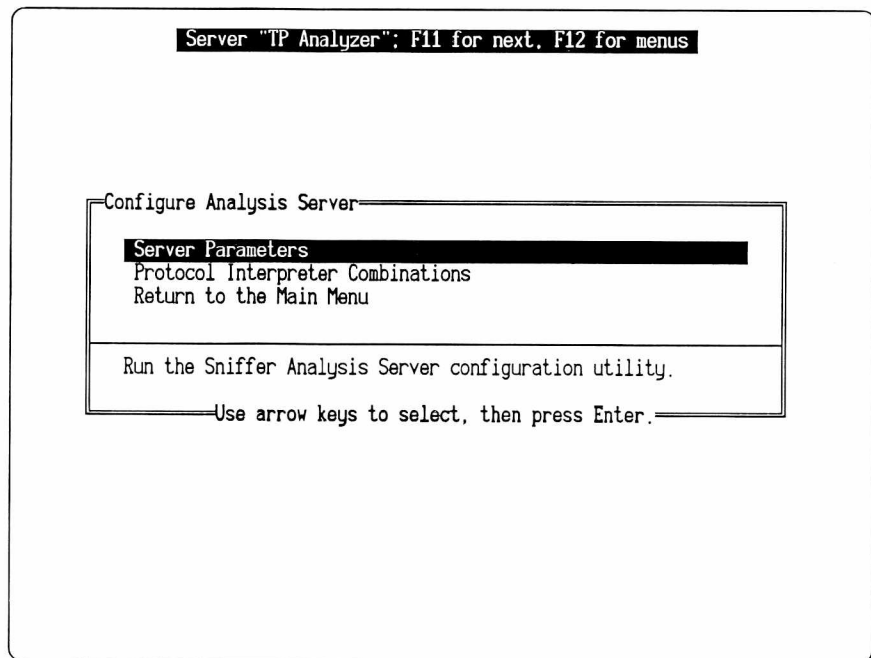 Server "TP Analyzer": F11 for next, F12 for menus
Configure Analysis Server
Server Parameters
Protocol Interpreter Combinations
Return to the Main Menu
Run the Sniffer Analysis Server configuration utility.
Use arrow keys to select, then press Enter.